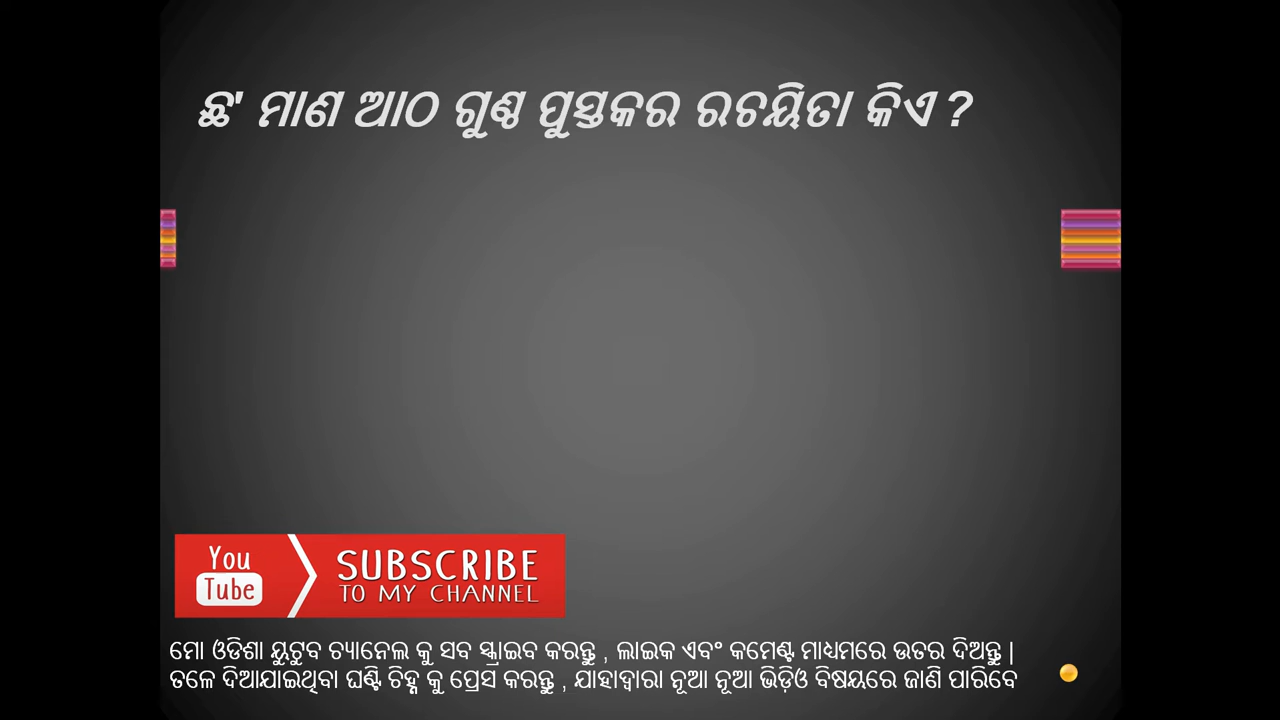 ଛ' ମାଣ ଆଠ ଗୁଣ୍ଠ ପୁସ୍ତକର ରଚୟିତା କିଏ ?
You
Tube
SUBSCRIBE
TO MY CHANNEL
ମୋ ଓଡିଶା ୟୁଟୁବ ଚ୍ୟାନେଲ କୁ ସବ ସ୍କ୍ରାଇବ କରନ୍ତୁ , ଲାଇକ ଏବଂ କମେଣ୍ଟ ମାଧ୍ୟମରେ ଉତର ଦିଅନ୍ତୁ |
ତଳେ ଦିଆଯାଇଥିବା ଘଣ୍ଟି ଚିହ୍ନ କୁ ପ୍ରେସ କରନ୍ତୁ , ଯାହାଦ୍ୱାରା ନୂଆ ନୂଆ ଭିଡ଼ିଓ ବିଷୟରେ ଜାଣି ପାରିବେ